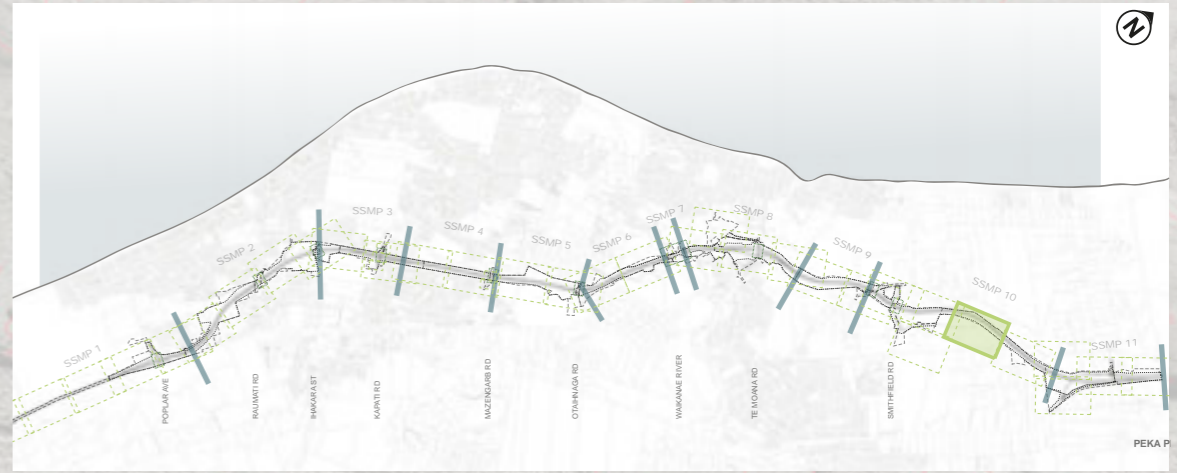 N
SSMP 1
SSMP 2
SSMP 3
SSMP 4
SSMP 5
SSMP 6
SSMP 7
SSMP 8
SSMP 9
SSMP 10
SSMP 11
POPLAR AVE
RAUMATI RD
IHAKARA ST
KAPATI RD
MAZENGARB RD
OTAIHNAGA RD
WAIKANAE RIVER
TE MOANA RD
SMITHFIELD RD
PEKA P